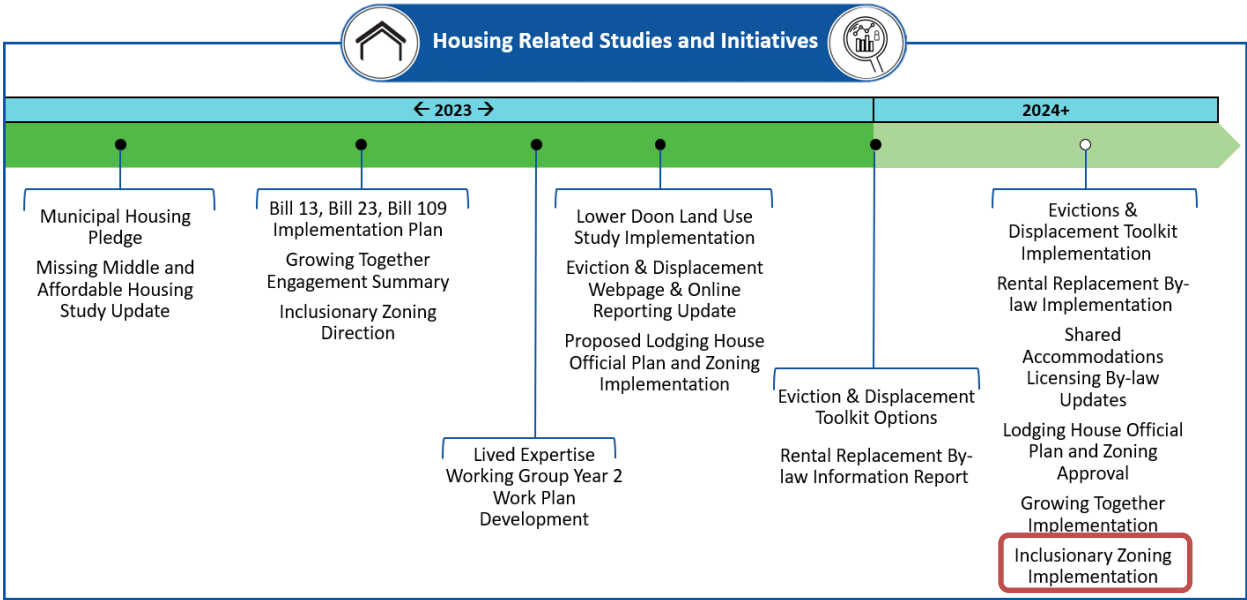 Housing Related Studies and Initiatives
← 2023 →
2024+
Municipal Housing
Pledge
Missing Middle and
Affordable Housing
Study Update
Bill 13, Bill 23, Bill 109
Implementation Plan
Growing Together
Engagement Summary
Inclusionary Zoning
Direction
Lived Expertise
Working Group Year 2
Work Plan
Development
Lower Doon Land Use
Study Implementation
Eviction & Displacement
Webpage & Online
Reporting Update
Proposed Lodging House
Official Plan and Zoning
Implementation
Eviction & Displacement
Toolkit Options
Rental Replacement By-
law Information Report
Evictions &
Displacement Toolkit
Implementation
Rental Replacement By-
law Implementation
Shared
Accommodations
Licensing By-law
Updates
Lodging House Official
Plan and Zoning
Approval
Growing Together
Implementation
Inclusionary Zoning
Implementation